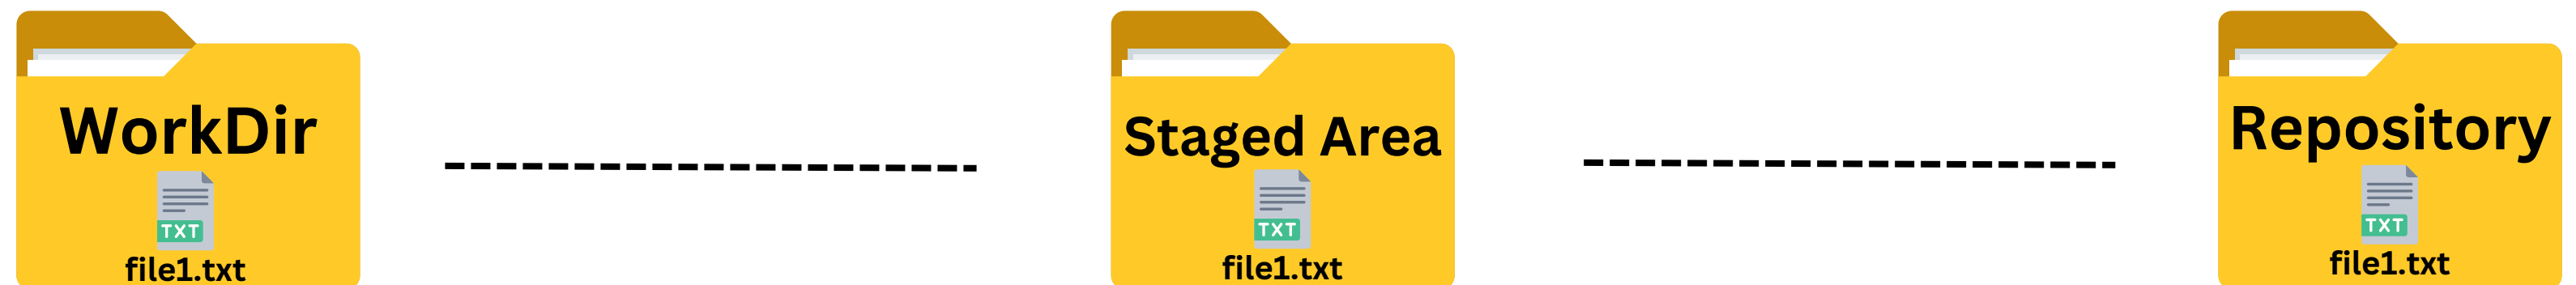 WorkDir
TXT
file1.txt
Staged Area
TXT
file1.txt
Repository
TXT
file1.txt